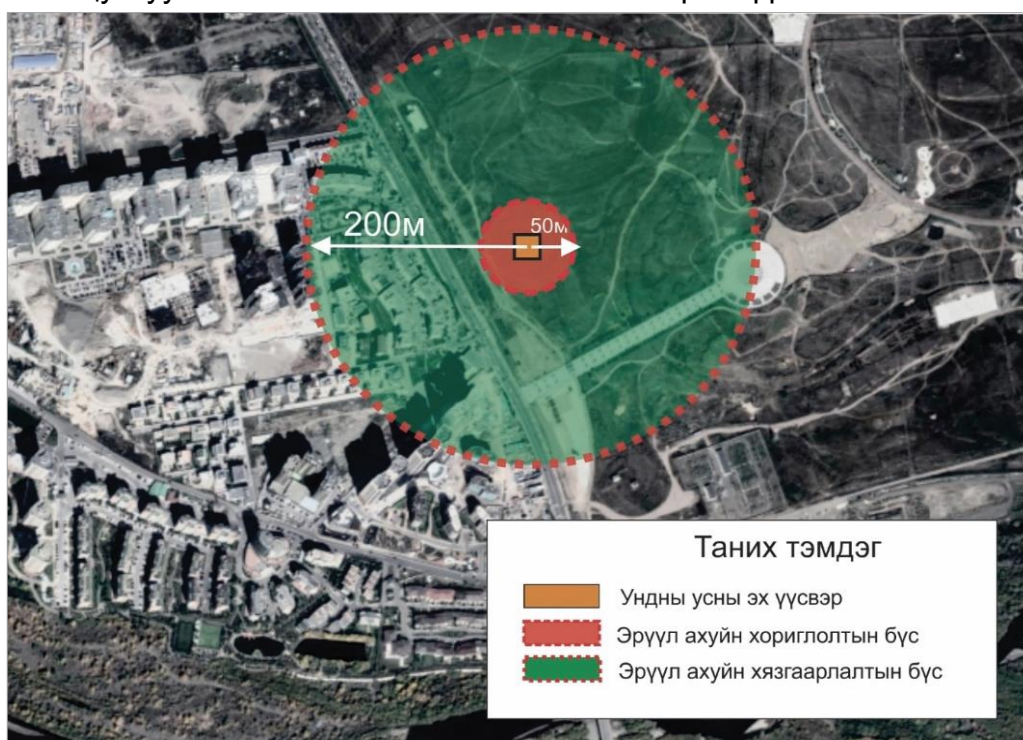 200м
50м
Таних тэмдэг
Ундны усны эх үүсвэр
Эрүүл ахуйн хориглолтын бүс
Эрүүл ахуйн хязгаарлалтын бүс